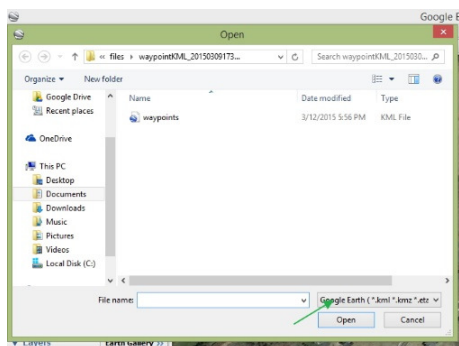 Google E
Open
« files › waypointKML_20150309173...
Search waypointKML_2015030...
Organize
New folder
Name
Date modified
Type
Google Drive
Recent places
waypoints
3/12/2015 5:56 PM
KML File
OneDrive
This PC
Desktop
Documents
Downloads
Music
Pictures
Videos
Local Disk (C:)
File name:
Google Earth ( *.kml *.kmz *.etz
Open
Cancel
Layers
Earth Gallery »